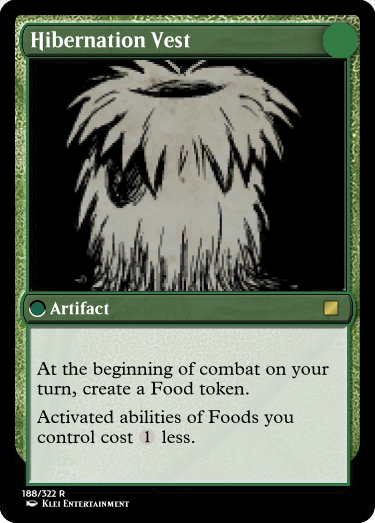 Hibernation Vest
Artifact
At the beginning of combat on your
turn, create a Food token.
Activated abilities of Foods you
control cost 1 less.
188/322 R
Klei Entertainment